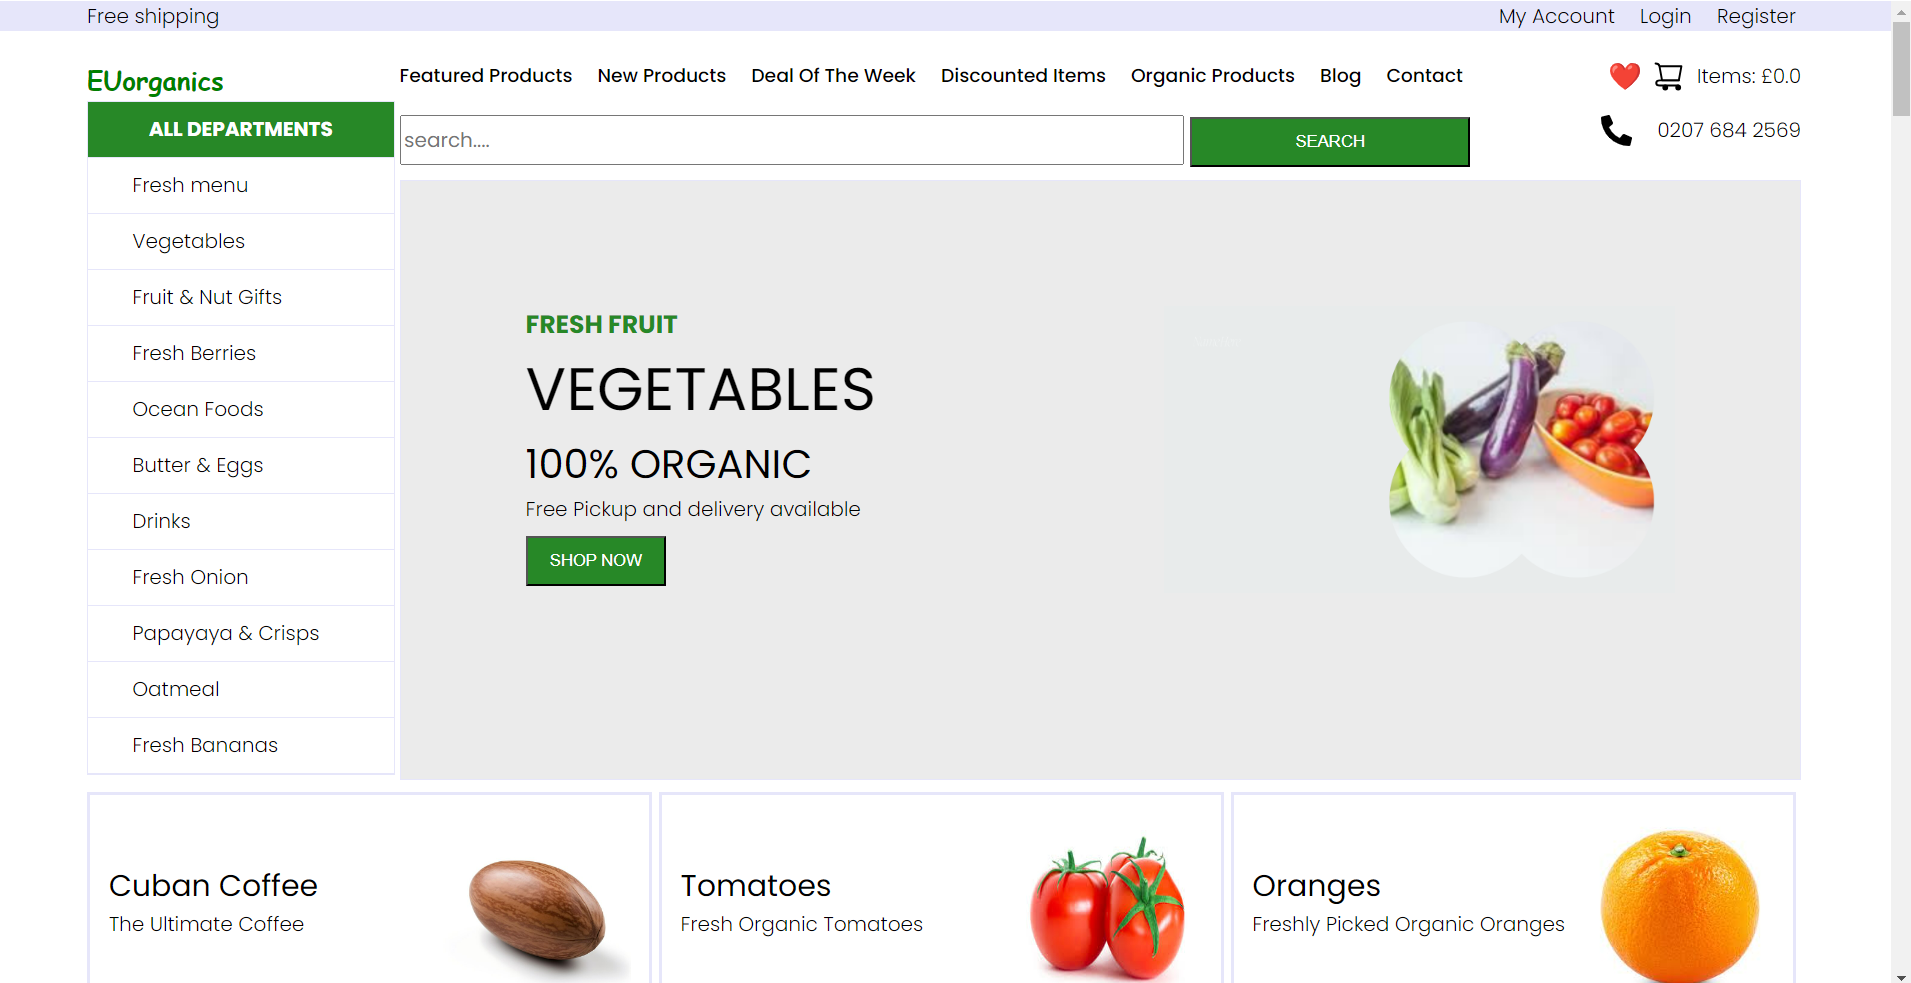 Free shipping
My Account Login Register
EUorganics
Featured Products New Products Deal Of The Week Discounted Items Organic Products Blog Contact
Items: £0.0
ALL DEPARTMENTS
search....
SEARCH
0207 684 2569
Fresh menu
Vegetables
Fruit & Nut Gifts
Fresh Berries
Ocean Foods
Butter & Eggs
Drinks
Fresh Onion
Papayaya & Crisps
Oatmeal
Fresh Bananas
FRESH FRUIT
VEGETABLES
100% ORGANIC
Free Pickup and delivery available
SHOP NOW
Cuban Coffee
The Ultimate Coffee
Tomatoes
Fresh Organic Tomatoes
Oranges
Freshly Picked Organic Oranges